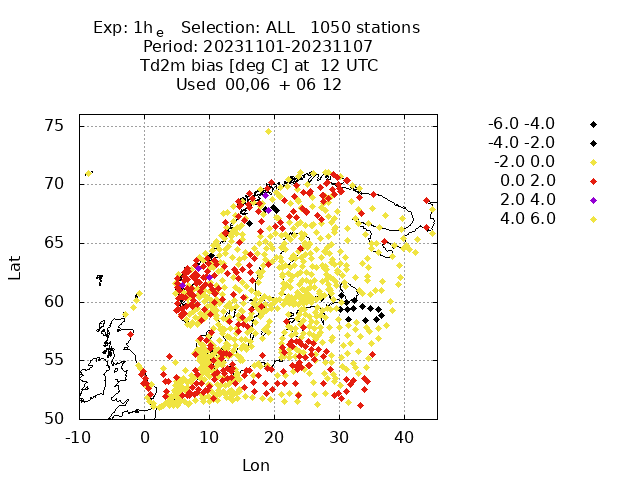 Exp: 1h e   Selection: ALL   1050 stations
Period: 20231101-20231107
Td2m bias [deg C] at  12 UTC
Used  00,06  + 06 12
-6.0 -4.0
-4.0 -2.0
-2.0 0.0
0.0 2.0
2.0 4.0
4.0 6.0
75
70
65
60
55
50
Lat
-10 0 10 20 30 40
Lon